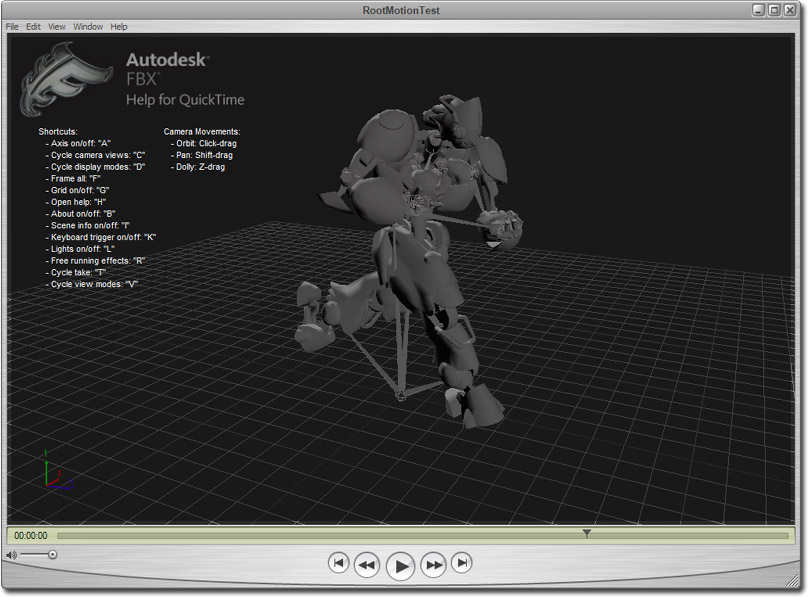 RootMotionTest
File Edit View Window Help
Autodesk®
FBX®
Help for QuickTime
Shortcuts:
- Axis on/off: "A"
- Cycle camera views: "C"
- Cycle display modes: "D"
- Frame all: "F"
- Grid on/off: "G"
- Open help: "H"
- About on/off: "B"
- Scene info on/off: "I"
- Keyboard trigger on/off: "K"
- Lights on/off: "L"
- Free running effects: "R"
- Cycle take: "T"
- Cycle view modes: "V"
Camera Movements:
- Orbit: Click-drag
- Pan: Shift-drag
- Dolly: Z-drag
00:00:00